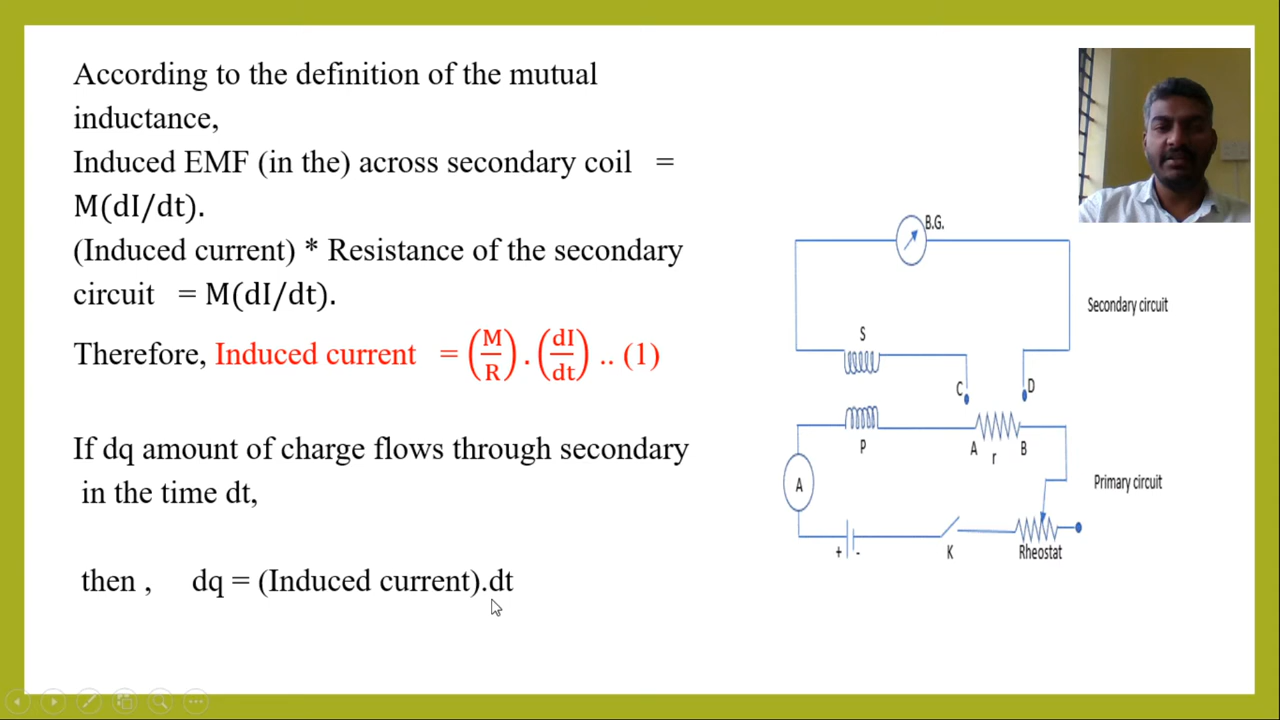 According to the definition of the mutual
inductance,
Induced EMF (in the) across secondary coil =
M(dI/dt).
(Induced current) * Resistance of the secondary
circuit = M(dI/dt).
Therefore, Induced current = (M/R) . (dI/dt) .. (1)
If dq amount of charge flows through secondary
in the time dt,
then , dq = (Induced current).dt
B.G.
Secondary circuit
S
C
D
P
A
r
B
A
Primary circuit
+
-
K
Rheostat